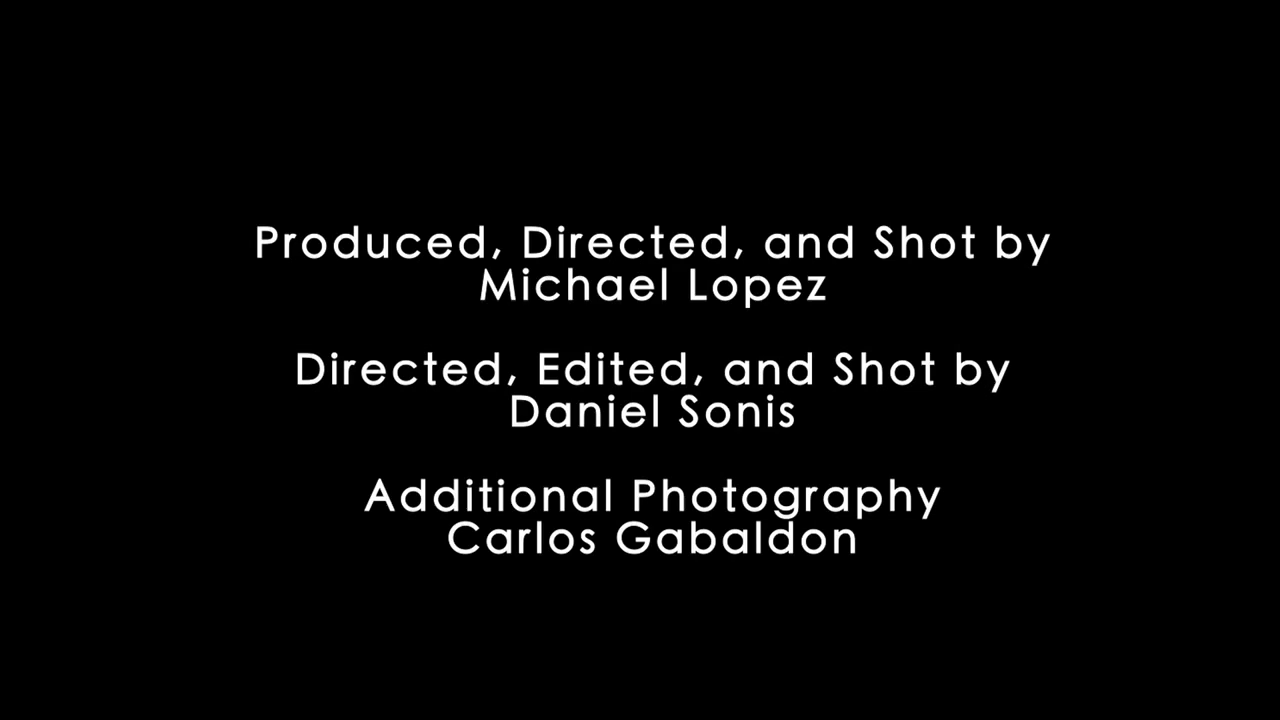 Produced, Directed, and Shot by
Michael Lopez
Directed, Edited, and Shot by
Daniel Sonis
Additional Photography
Carlos Gabaldon